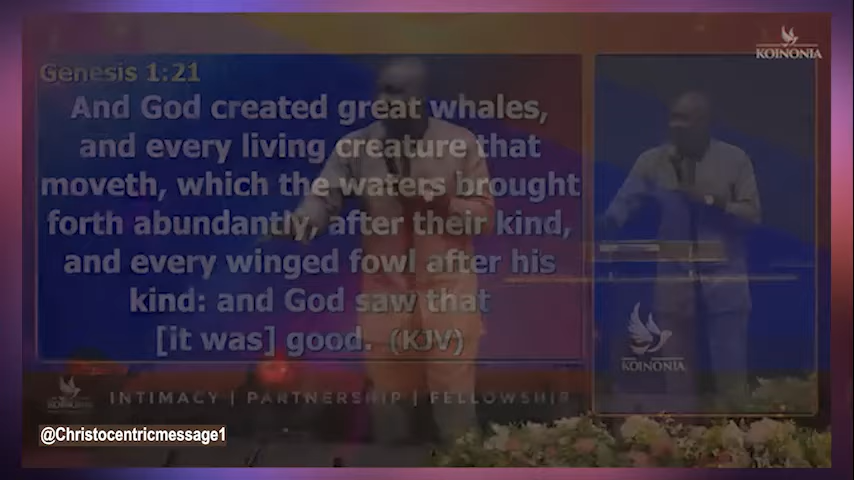 KOINONIA
Genesis 1:21
And God created great whales,
and every living creature that
moveth, which the waters brought
forth abundantly, after their kind,
and every winged fowl after his
kind: and God saw that
[it was] good. (KJV)
KOINONIA
KOINONIA
INTIMACY | PARTNERSHIP | FELLOWSHIP
@Christocentricmessage1